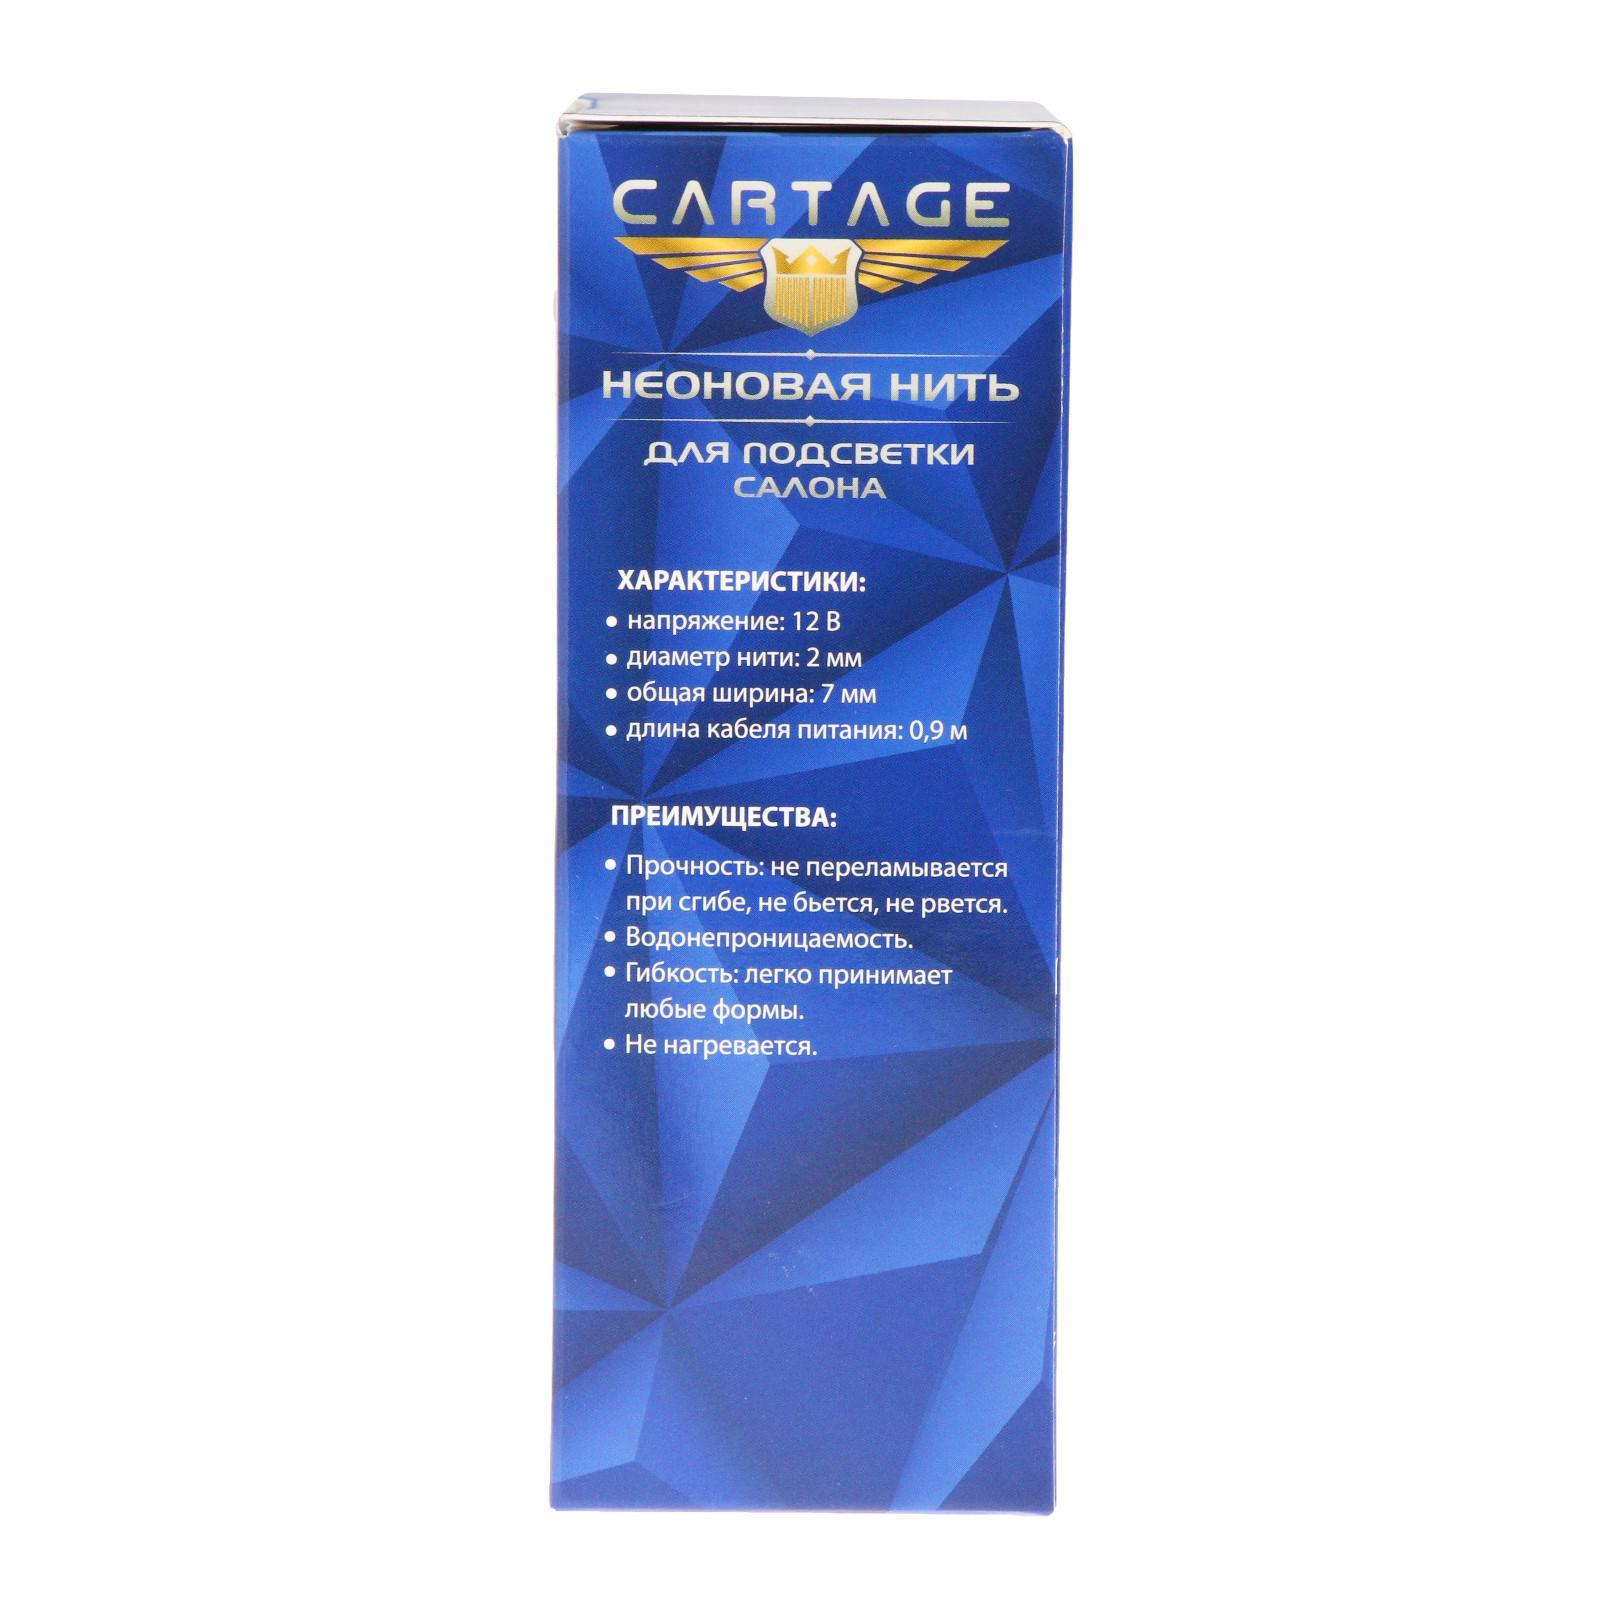 CARTAGE
НЕОНОВАЯ НИТЬ
ДЛЯ ПОДСВЕТКИ
САЛОНА
ХАРАКТЕРИСТИКИ:
• напряжение: 12 В
• диаметр нити: 2 мм
• общая ширина: 7 мм
• длина кабеля питания: 0,9 м
ПРЕИМУЩЕСТВА:
• Прочность: не переламывается
при сгибе, не бьется, не рвется.
• Водонепроницаемость.
• Гибкость: легко принимает
любые формы.
• Не нагревается.